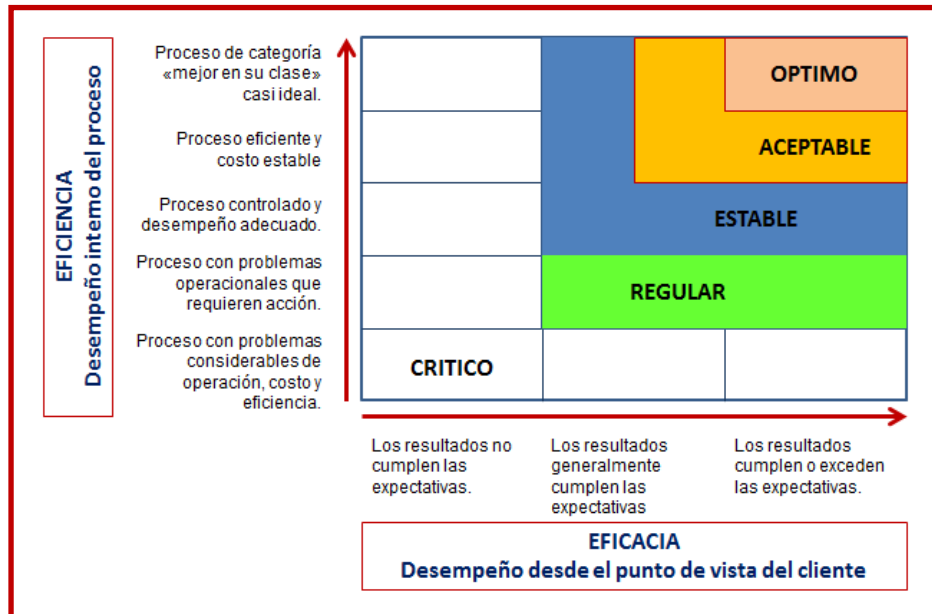 EFICIENCIA
Desempeño interno del proceso
Proceso de categoría
«mejor en su clase»
casi ideal.
Proceso eficiente y
costo estable
Proceso controlado y
desempeño adecuado.
Proceso con problemas
operacionales que
requieren acción.
Proceso con problemas
considerables de
operación, costo y
eficiencia.
OPTIMO
ACEPTABLE
ESTABLE
REGULAR
CRITICO
Los resultados no
cumplen las
expectativas.
Los resultados
generalmente
cumplen las
expectativas
Los resultados
cumplen o exceden
las expectativas.
EFICACIA
Desempeño desde el punto de vista del cliente